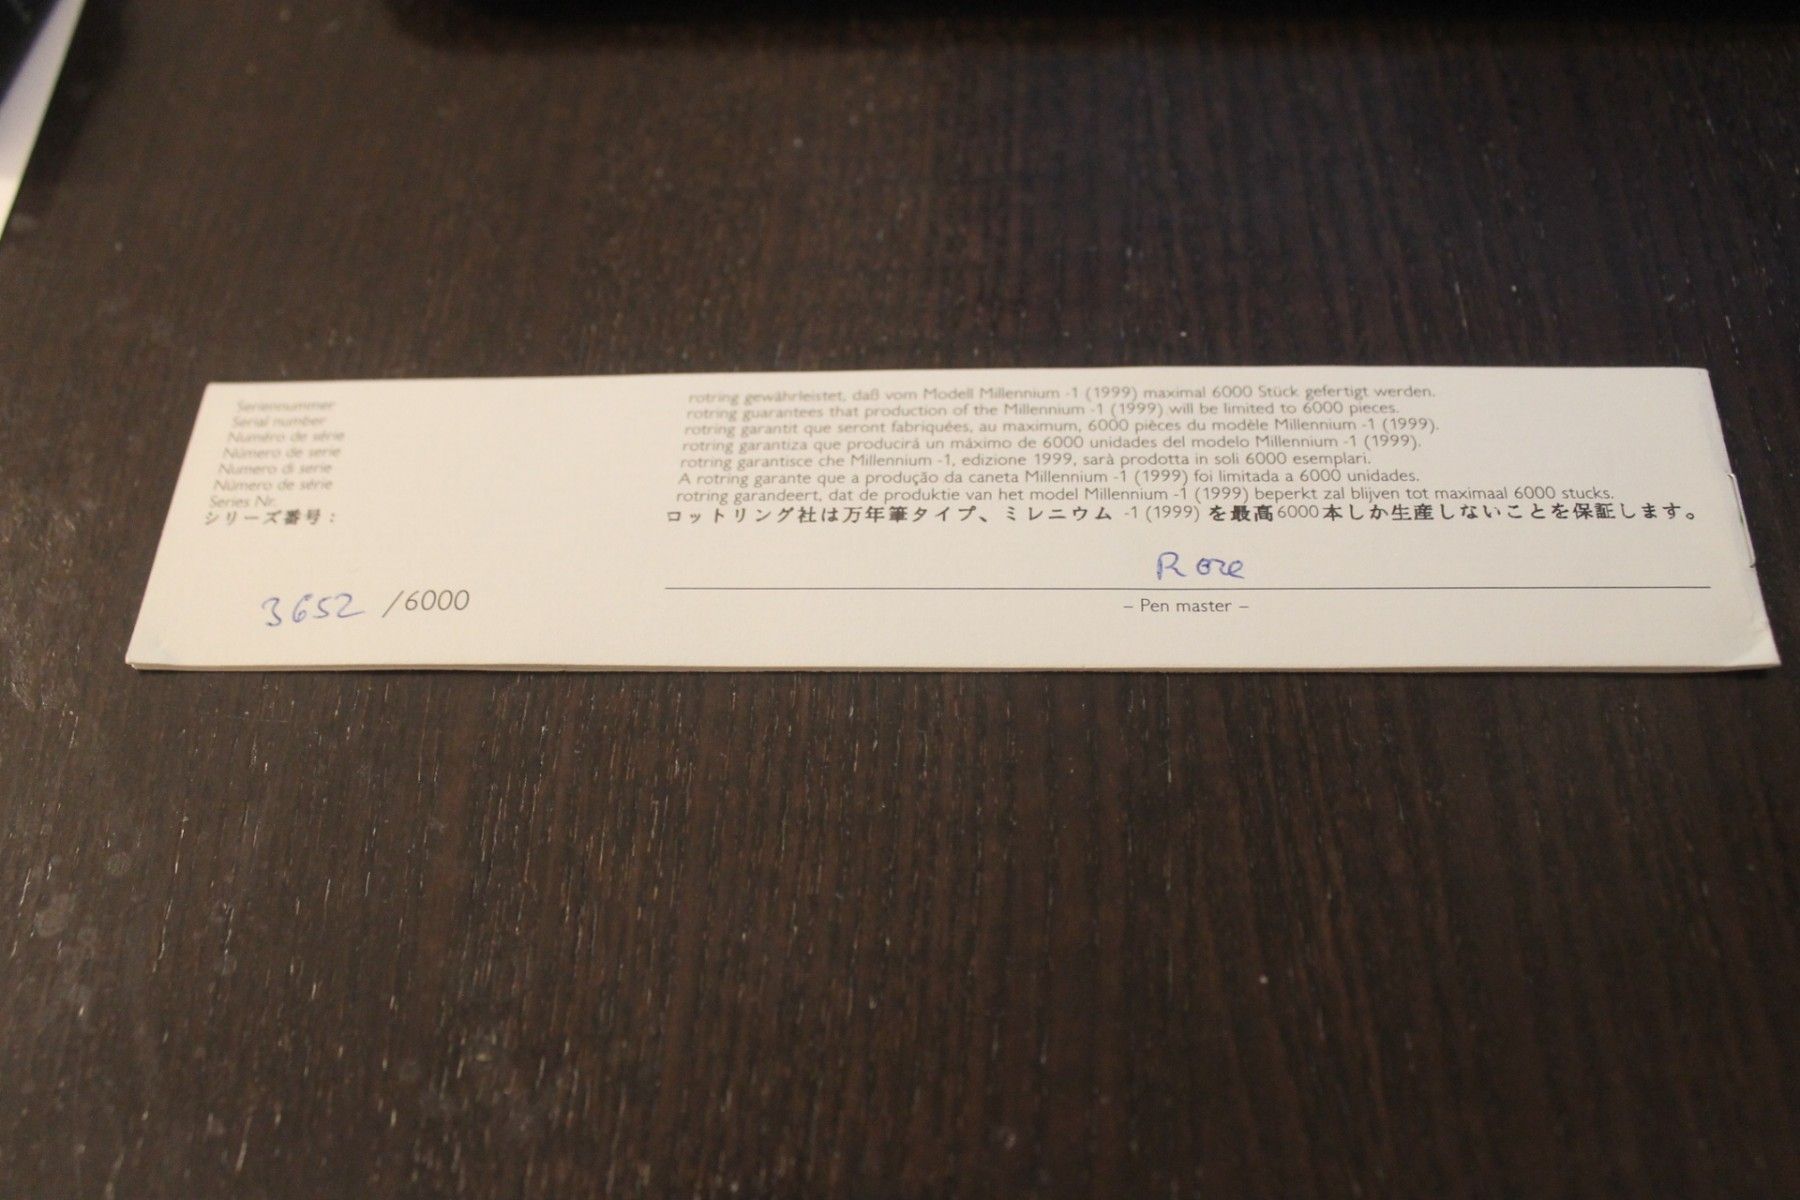 Seriennummer
Serial number
Numéro de série
Número de serie
Numero di serie
Número de série
Series Nr.
シリーズ番号：
3652 /6000
rotring gewährleistet, daß vom Modell Millennium -1 (1999) maximal 6000 Stück gefertigt werden.
rotring guarantees that production of the Millennium -1 (1999) will be limited to 6000 pieces.
rotring garantit que seront fabriquées, au maximum, 6000 pièces du modèle Millennium -1 (1999).
rotring garantiza que producirá un máximo de 6000 unidades del modelo Millennium -1 (1999).
rotring garantisce che Millennium -1, edizione 1999, sarà prodotta in soli 6000 esemplari.
A rotring garante que a produção da caneta Millennium -1 (1999) foi limitada a 6000 unidades.
rotring garandeert, dat de produktie van het model Millennium -1 (1999) beperkt zal blijven tot maximaal 6000 stucks.
ロットリング社は万年筆タイプ、ミレニウム -1 (1999) を最高6000本しか生産しないことを保証します。
– Pen master –